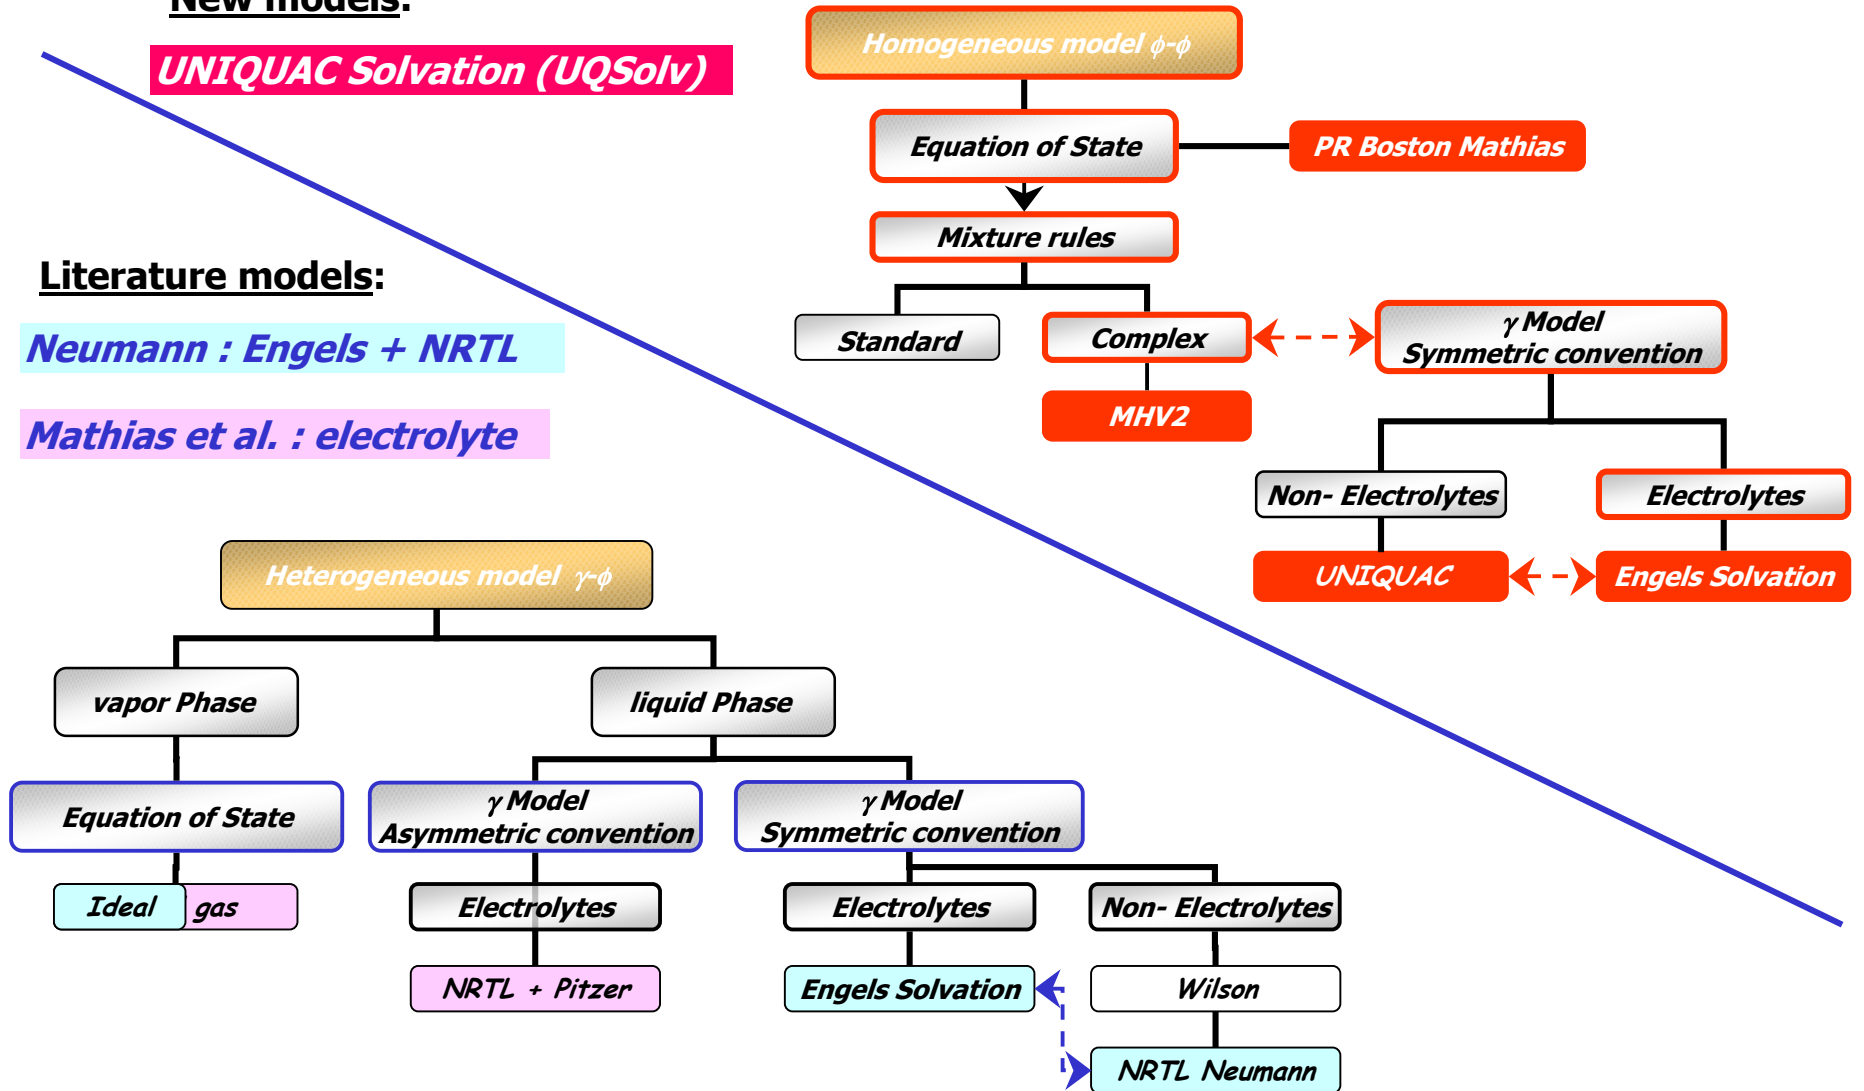 New models:
UNIQUAC Solvation (UQSolv)
Homogeneous model ϕ-ϕ
Equation of State
PR Boston Mathias
Mixture rules
Literature models:
Neumann : Engels + NRTL
Mathias et al. : electrolyte
Standard
Complex
γ Model
Symmetric convention
MHV2
Non- Electrolytes
Electrolytes
UNIQUAC
Engels Solvation
Heterogeneous model γ-ϕ
vapor Phase
liquid Phase
Equation of State
γ Model
Asymmetric convention
γ Model
Symmetric convention
Ideal gas
Electrolytes
Electrolytes
Non- Electrolytes
NRTL + Pitzer
Engels Solvation
Wilson
NRTL Neumann